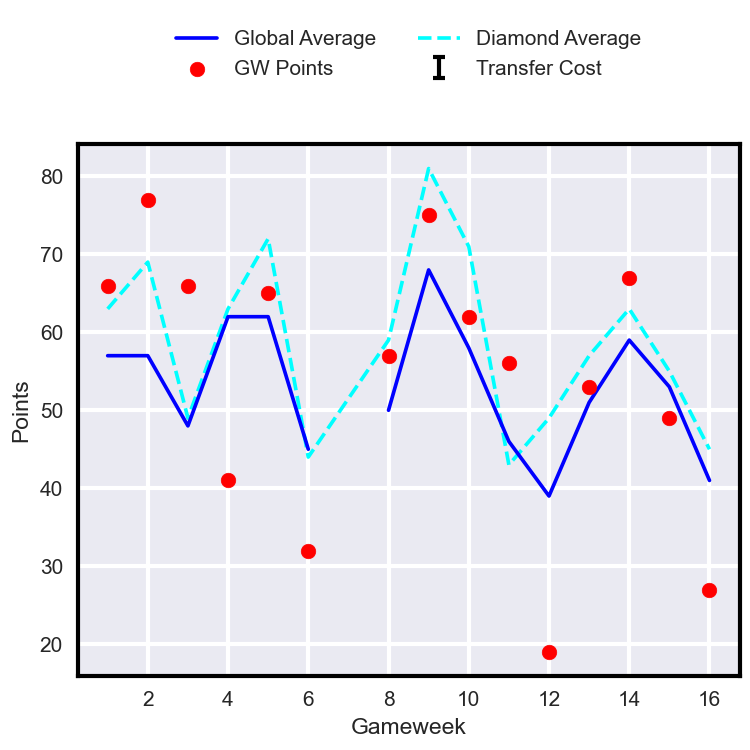 Global Average
Diamond Average
GW Points
Transfer Cost
80
70
60
50
40
30
20
Points
2 4 6 8 10 12 14 16
Gameweek